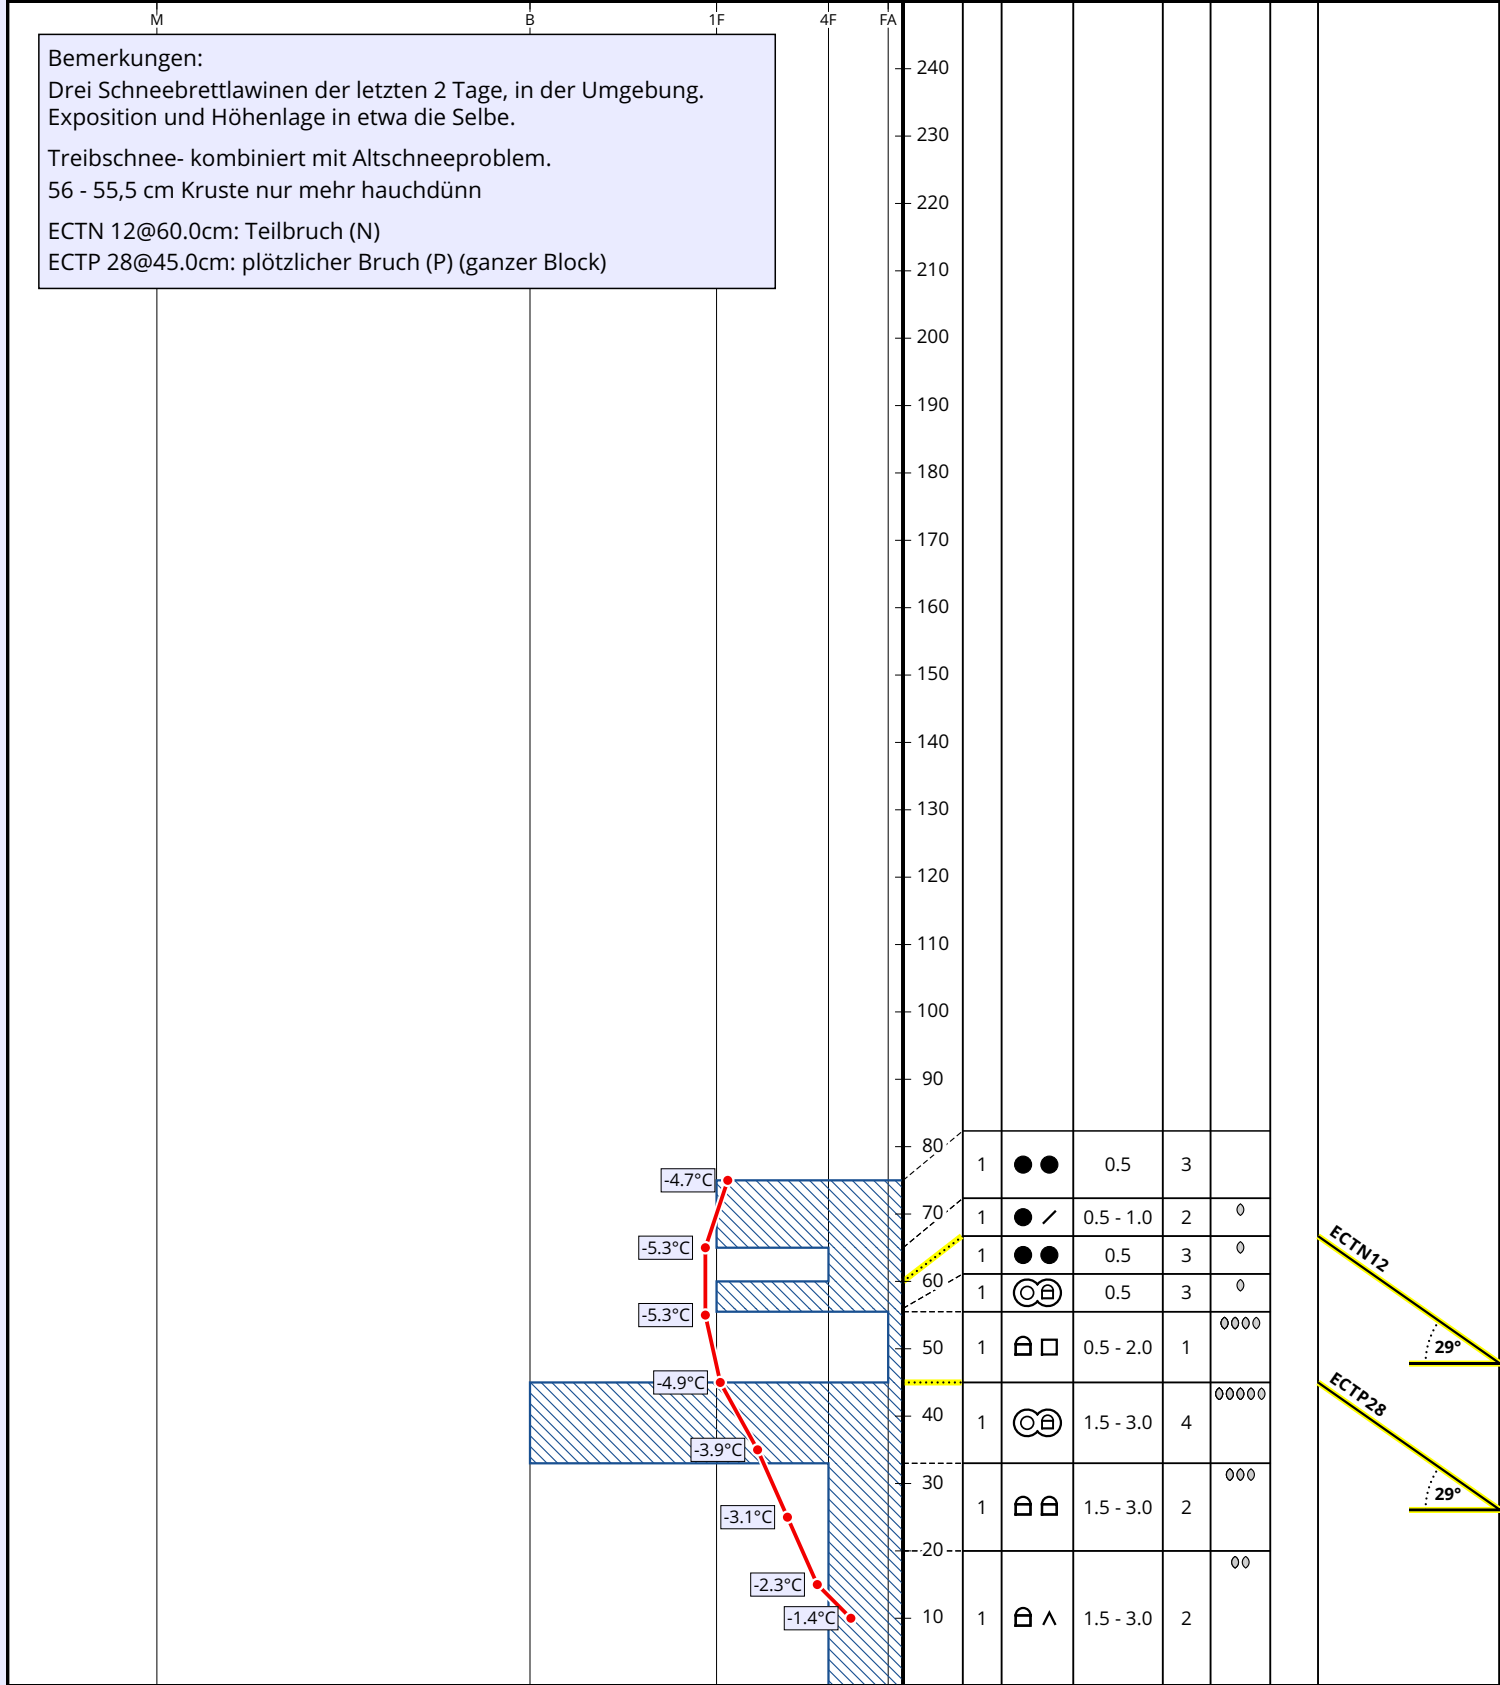 M B 1F 4F FA
Bemerkungen:
Drei Schneebrettlawinen der letzten 2 Tage, in der Umgebung.
Exposition und Höhenlage in etwa die Selbe.
Treibschnee- kombiniert mit Altschneeproblem.
56 - 55,5 cm Kruste nur mehr hauchdünn
ECTN 12@60.0cm: Teilbruch (N)
ECTP 28@45.0cm: plötzlicher Bruch (P) (ganzer Block)
240
230
220
210
200
190
180
170
160
150
140
130
120
110
100
90
80
70
60
50
40
30
20
10
-4.7°C
-5.3°C
-5.3°C
-4.9°C
-3.9°C
-3.1°C
-2.3°C
-1.4°C
1 0.5 3
1 0.5 - 1.0 2
1 0.5 3
1 0.5 3
1 0.5 - 2.0 1
1 1.5 - 3.0 4
1 1.5 - 3.0 2
1 1.5 - 3.0 2
ECTN12
29°
ECTP28
29°